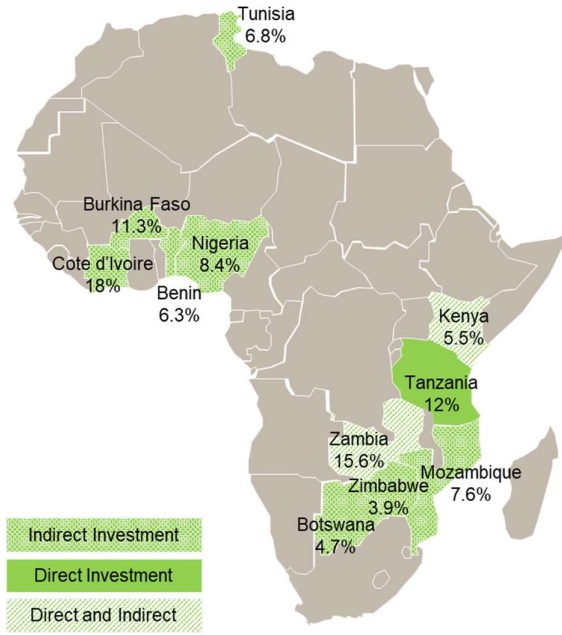 Tunisia
6.8%
Burkina Faso
11.3%
Nigeria
8.4%
Cote d'Ivoire
18%
Benin
6.3%
Kenya
5.5%
Tanzania
12%
Zambia
15.6%
Mozambique
7.6%
Zimbabwe
3.9%
Botswana
4.7%
Indirect Investment
Direct Investment
Direct and Indirect